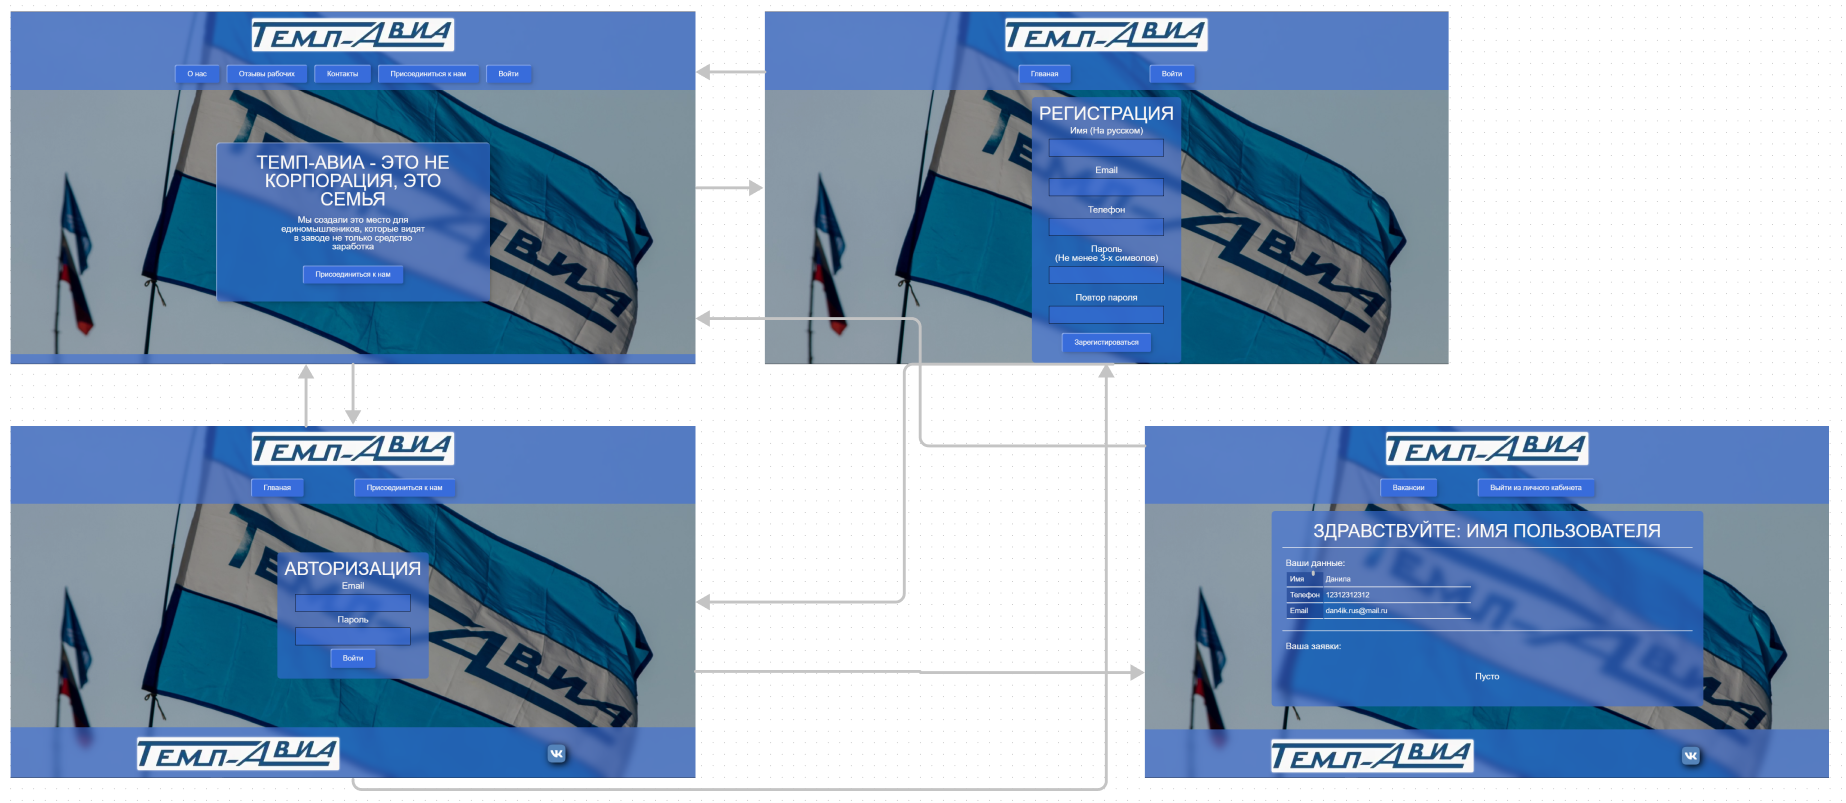 ТЕМП-АВИА
О нас
Отзывы рабочих
Контакты
Присоединиться к нам
Войти
ТЕМП-АВИА - ЭТО НЕ
КОРПОРАЦИЯ, ЭТО
СЕМЬЯ
Мы создали это место для
единомышлеников, которые видят
в заводе не только средство
заработка
Присоединиться к нам
ТЕМП-АВИА
Глваная
Войти
РЕГИСТРАЦИЯ
Имя (На русском)
Email
Телефон
Пароль
(Не менее 3-х символов)
Повтор пароля
Зарегистрироваться
ТЕМП-АВИА
Глваная
Присоединиться к нам
АВТОРИЗАЦИЯ
Email
Пароль
Войти
ТЕМП-АВИА
ТЕМП-АВИА
Вакансии
Выйти из личного кабинета
ЗДРАВСТВУЙТЕ: ИМЯ ПОЛЬЗОВАТЕЛЯ
Ваши данные:
Имя Данила
Телефон 12312312312
Email dan4ik.rus@mail.ru
Ваша заявки:
Пусто
ТЕМП-АВИА